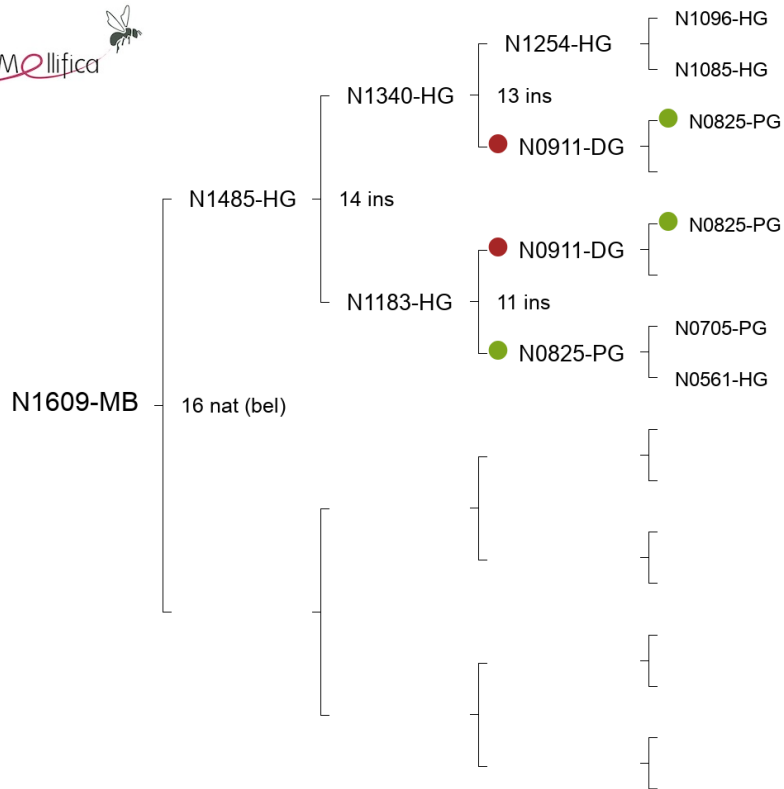 Mellifica
N1096-HG
N1254-HG
N1085-HG
N1340-HG
13 ins
N0825-PG
N0911-DG
N1485-HG
14 ins
N0825-PG
N0911-DG
N1183-HG
11 ins
N0705-PG
N0825-PG
N0561-HG
N1609-MB
16 nat (bel)